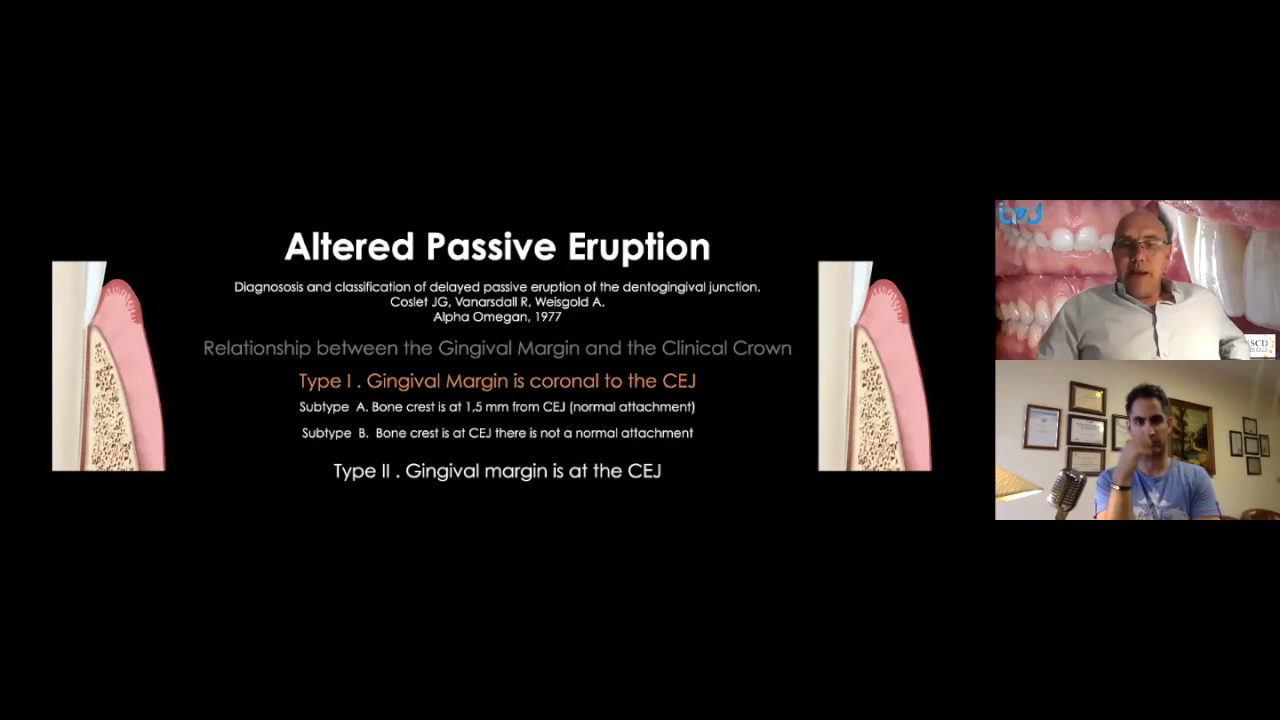 Altered Passive Eruption
Diagnososis and classification of delayed passive eruption of the dentogingival junction.
Coslet JG, Vanarsdall R, Weisgold A.
Alpha Omegan, 1977
Relationship between the Gingival Margin and the Clinical Crown
Type I . Gingival Margin is coronal to the CEJ
Subtype A. Bone crest is at 1,5 mm from CEJ (normal attachment)
Subtype B. Bone crest is at CEJ there is not a normal attachment
Type II . Gingival margin is at the CEJ